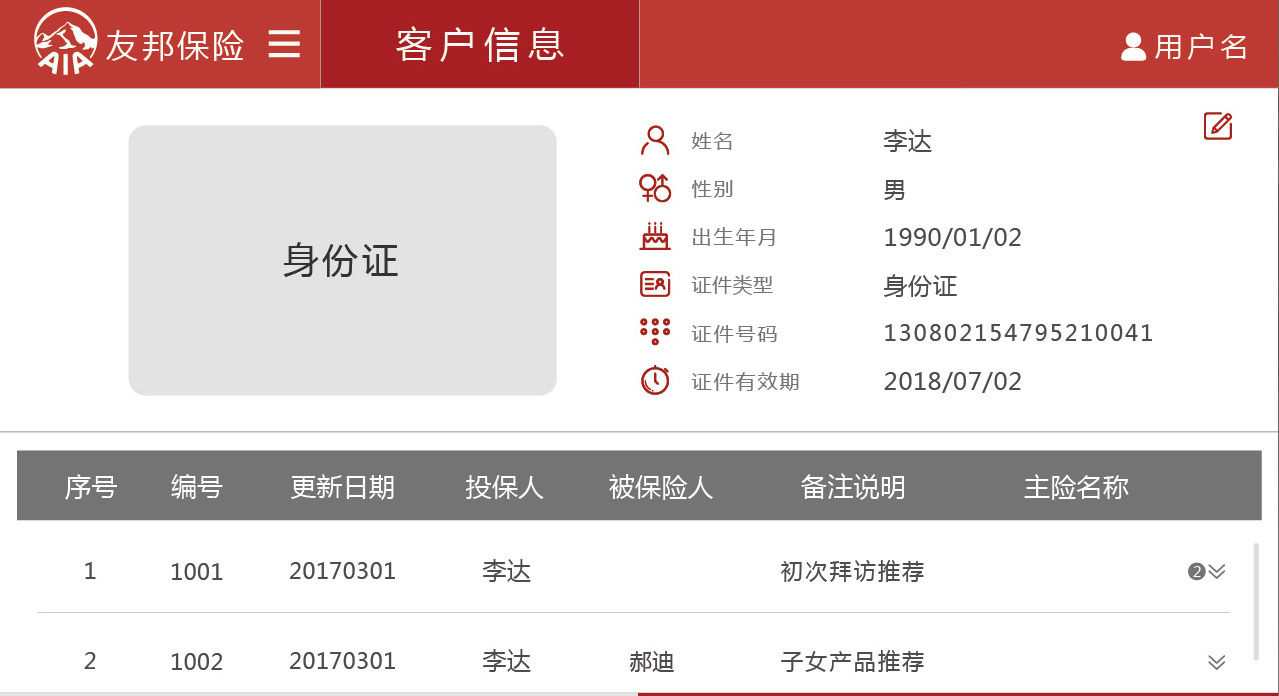 AIA 友邦保险 客户信息 用户名
身份证
姓名 李达
性别 男
出生年月 1990/01/02
证件类型 身份证
证件号码 130802154795210041
证件有效期 2018/07/02
序号 编号 更新日期 投保人 被保险人 备注说明 主险名称
1 1001 20170301 李达 初次拜访推荐 2
2 1002 20170301 李达 郝迪 子女产品推荐